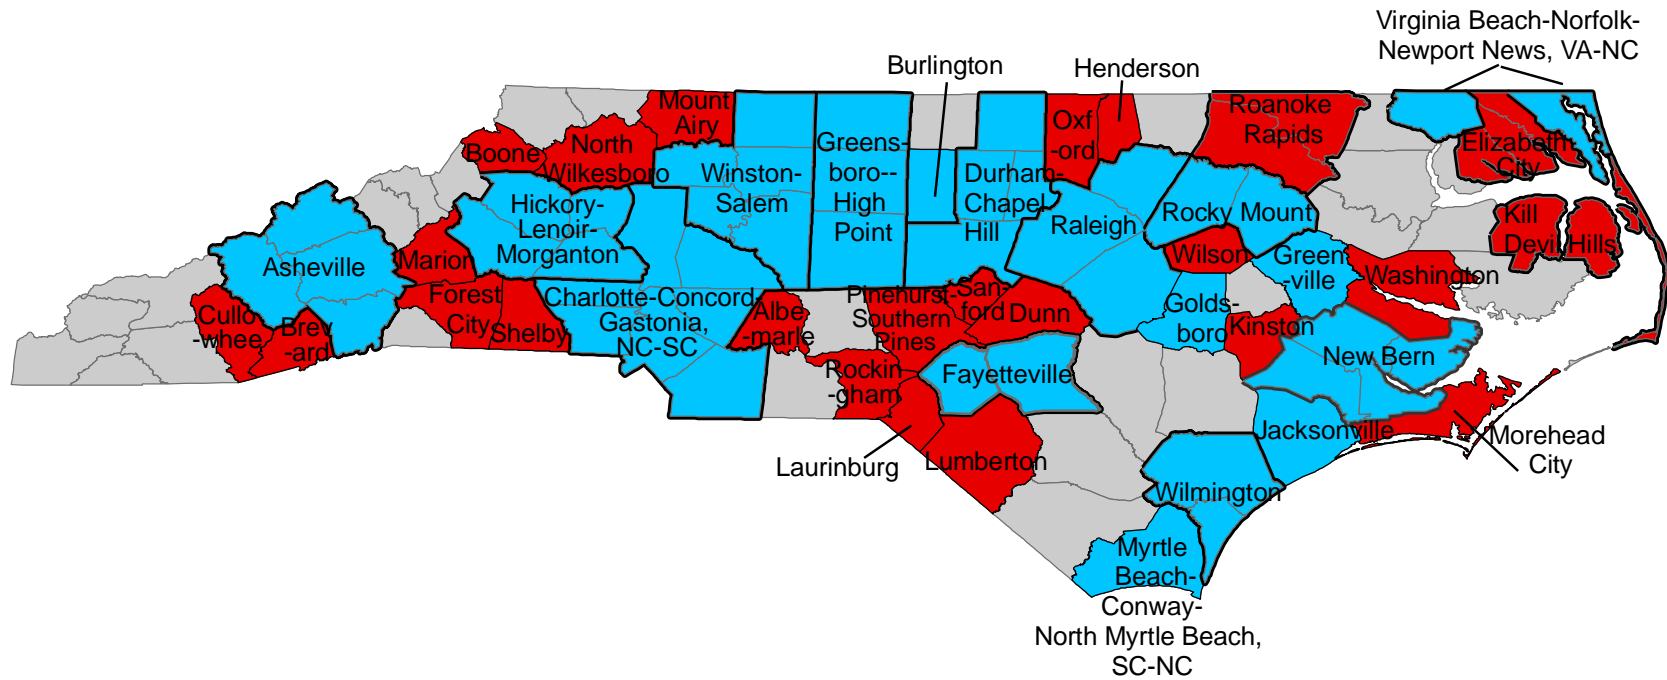 Virginia Beach-Norfolk-
Newport News, VA-NC
Burlington
Henderson
Mount
Airy
Roanoke
Rapids
Oxf
-ord
Boone
North
Wilkesboro
Greens-
boro--
High
Point
Elizabeth
City
Winston-
Salem
Durham-
Chapel
Hill
Hickory-
Lenoir-
Morganton
Raleigh
Rocky Mount
Kill
Devil Hills
Asheville
Marion
Wilson
Green
-ville
Washington
Forest
City
Shelby
Charlotte-Concord-
Gastonia,
NC-SC
Albe
-marle
Pinehurst-
Southern
Pines
San-
ford
Dunn
Golds-
boro
Kinston
Cullo
-whee
Brev
-ard
New Bern
Rockin
-gham
Fayetteville
Jacksonville
Morehead
City
Laurinburg
Lumberton
Wilmington
Myrtle
Beach-
Conway-
North Myrtle Beach,
SC-NC